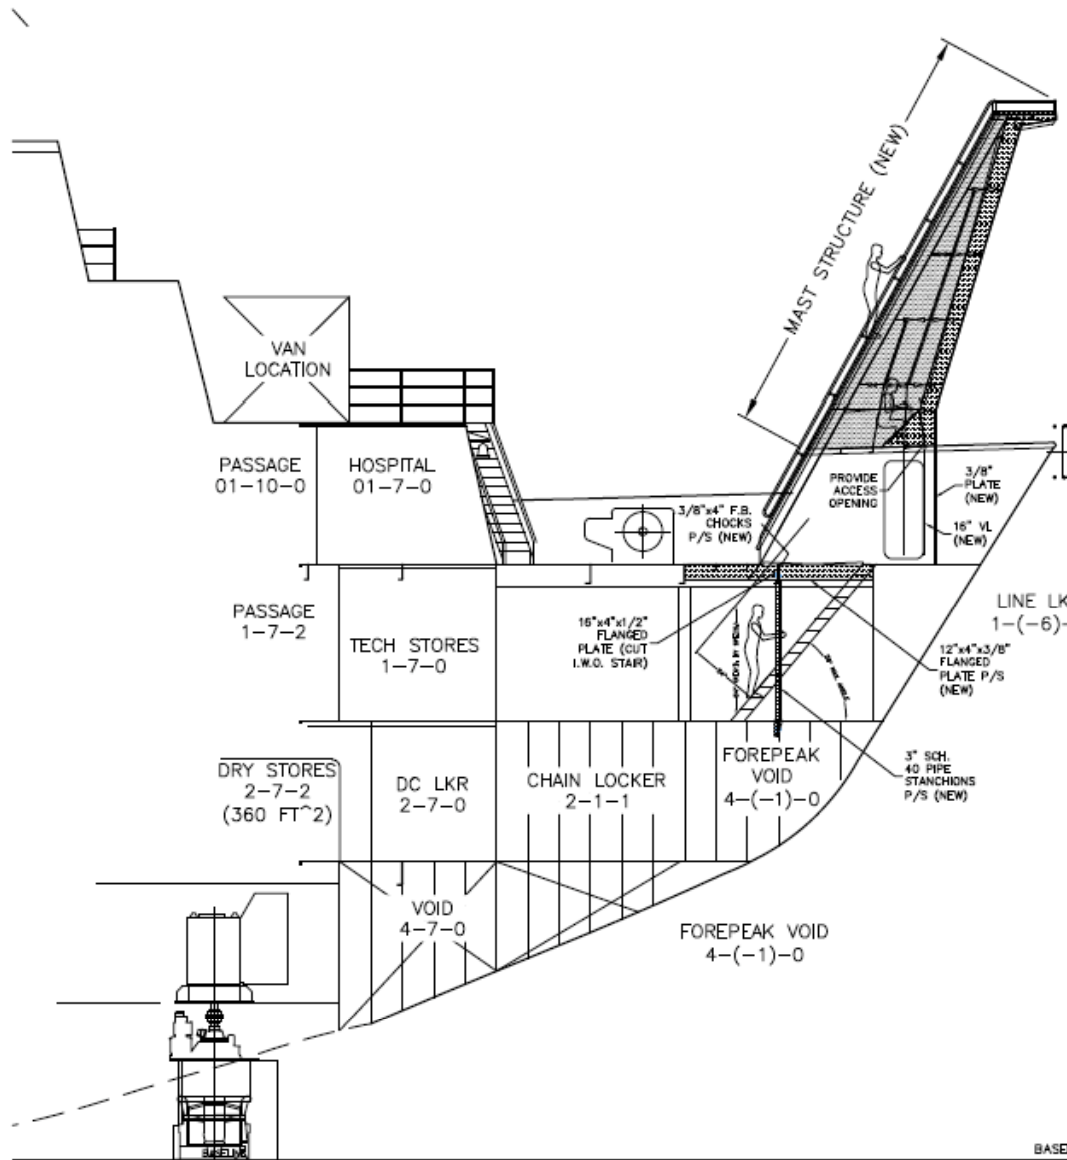 MAST STRUCTURE (NEW)
VAN
LOCATION
PASSAGE
01-10-0
HOSPITAL
01-7-0
PROVIDE
ACCESS
OPENING
3/8"
PLATE
(NEW)
16" VL
(NEW)
3/8"x4" F.B.
CHOCKS
P/S (NEW)
PASSAGE
1-7-2
TECH STORES
1-7-0
16"x4"x1/2"
FLANGED
PLATE (CUT
I.W.O. STAIR)
LINE LK
1-(-6)-
12"x4"x3/8"
FLANGED
PLATE P/S
(NEW)
DRY STORES
2-7-2
(360 FT^2)
DC LKR
2-7-0
CHAIN LOCKER
2-1-1
FOREPEAK
VOID
4-(-1)-0
3" SCH.
40 PIPE
STANCHIONS
P/S (NEW)
VOID
4-7-0
FOREPEAK VOID
4-(-1)-0
BASELINE
BASE